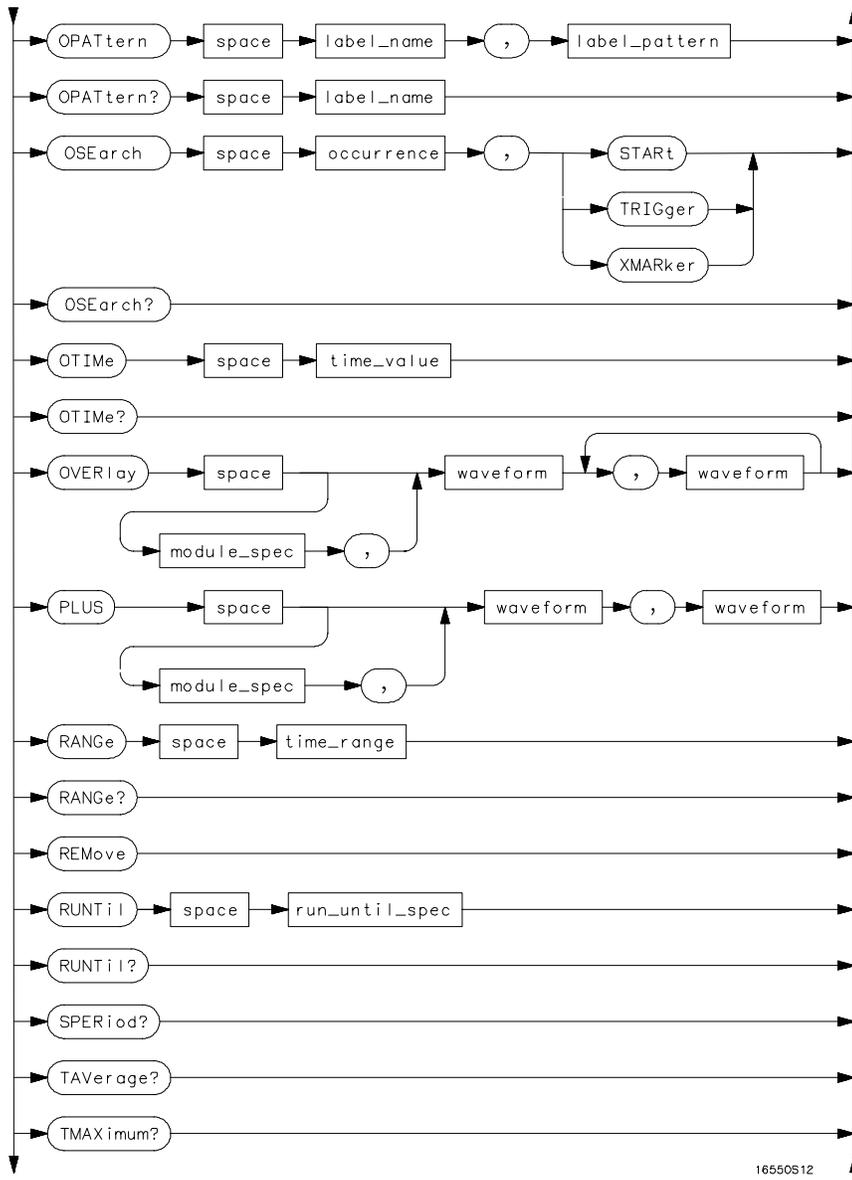 OPATtern space label_name , label_pattern
OPATtern? space label_name
OSEarch space occurrence , STARt
TRIGger
XMARker
OSEarch?
OTIMe space time_value
OTIMe?
OVERlay space waveform , waveform
module_spec ,
PLUS space waveform , waveform
module_spec ,
RANGe space time_range
RANGe?
REMove
RUNTil space run_until_spec
RUNTil?
SPERiod?
TAVerage?
TMAXimum?
16550S12